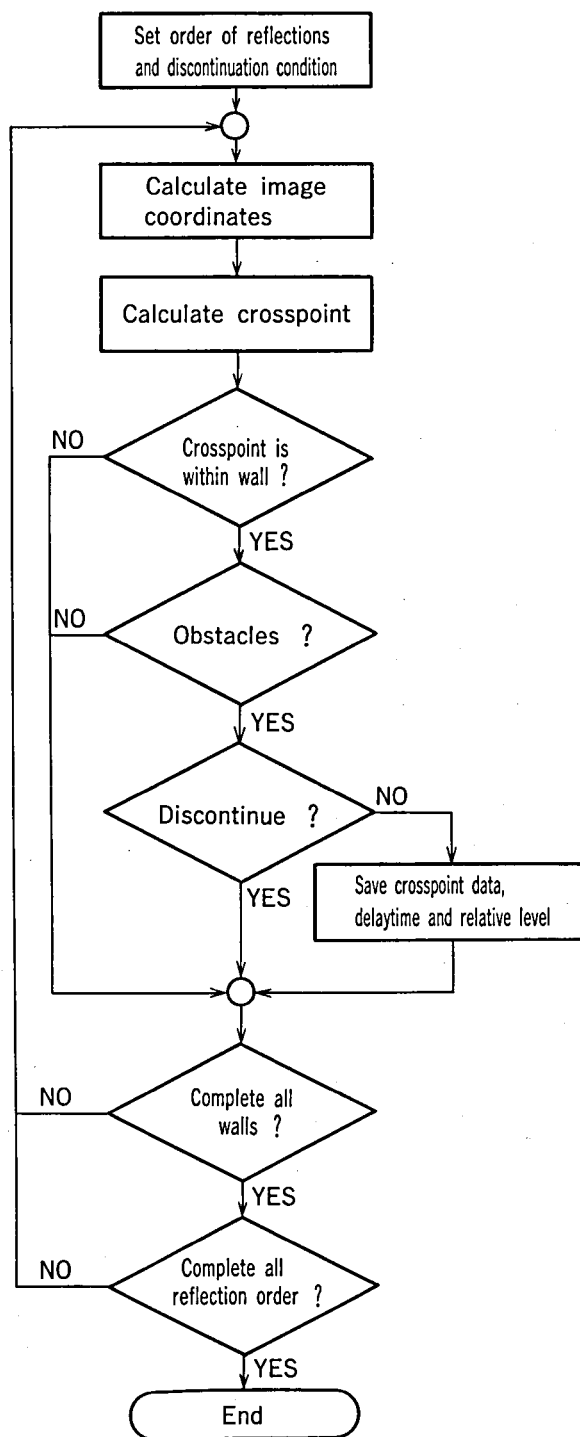 Set order of reflections
and discontinuation condition
Calculate image
coordinates
Calculate crosspoint
NO
Crosspoint is
within wall ?
YES
NO
Obstacles ?
YES
Discontinue ?
NO
YES
Save crosspoint data,
delaytime and relative level
NO
Complete all
walls ?
YES
NO
Complete all
reflection order ?
YES
End